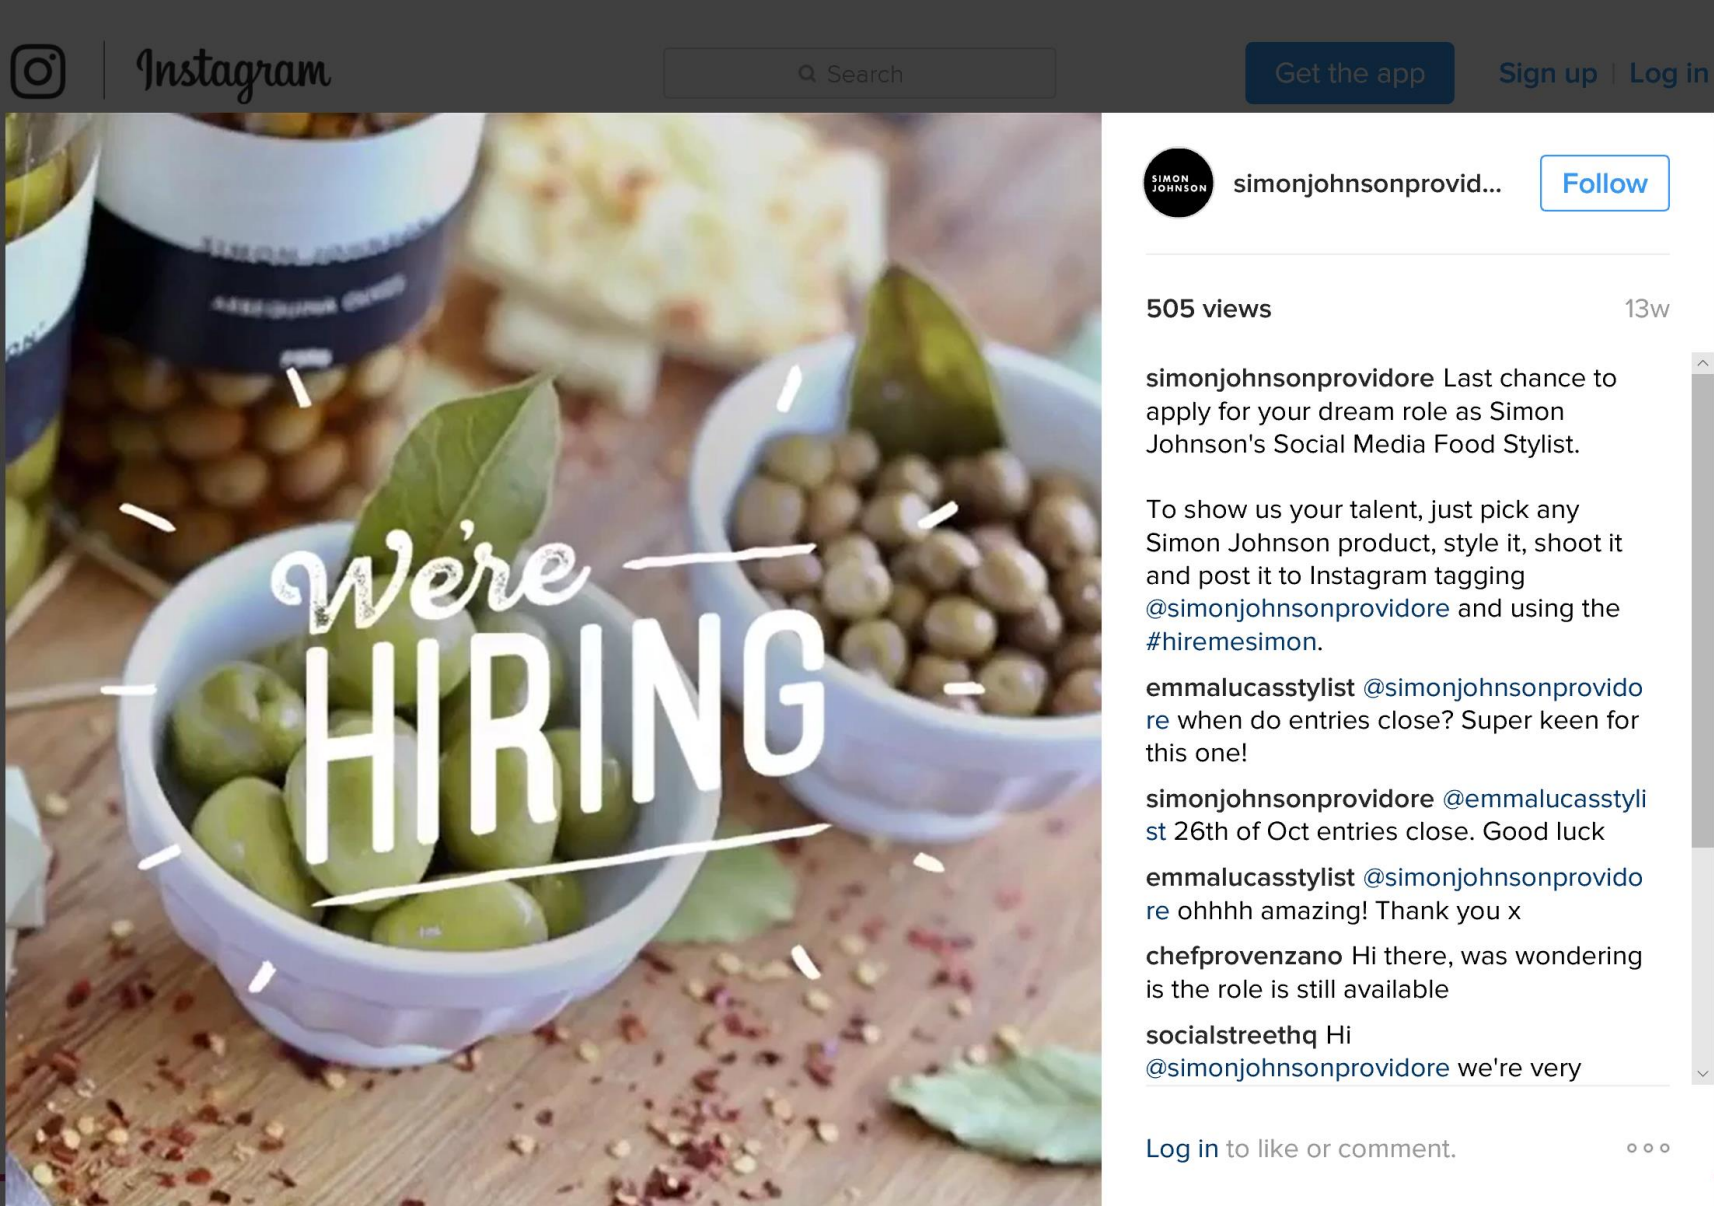 Instagram
Search
Get the app
Sign up
Log in
SIMON JOHNSON
ARBEQUINA OLIVES
We're
HIRING
SIMON
JOHNSON
simonjohnsonprovid...
Follow
505 views
13w
simonjohnsonprovidore Last chance to
apply for your dream role as Simon
Johnson's Social Media Food Stylist.
To show us your talent, just pick any
Simon Johnson product, style it, shoot it
and post it to Instagram tagging
@simonjohnsonprovidore and using the
#hiremesimon.
emmalucasstylist @simonjohnsonprovido
re when do entries close? Super keen for
this one!
simonjohnsonprovidore @emmalucasstyli
st 26th of Oct entries close. Good luck
emmalucasstylist @simonjohnsonprovido
re ohhhh amazing! Thank you x
chefprovenzano Hi there, was wondering
is the role is still available
socialstreethq Hi
@simonjohnsonprovidore we're very
Log in to like or comment.